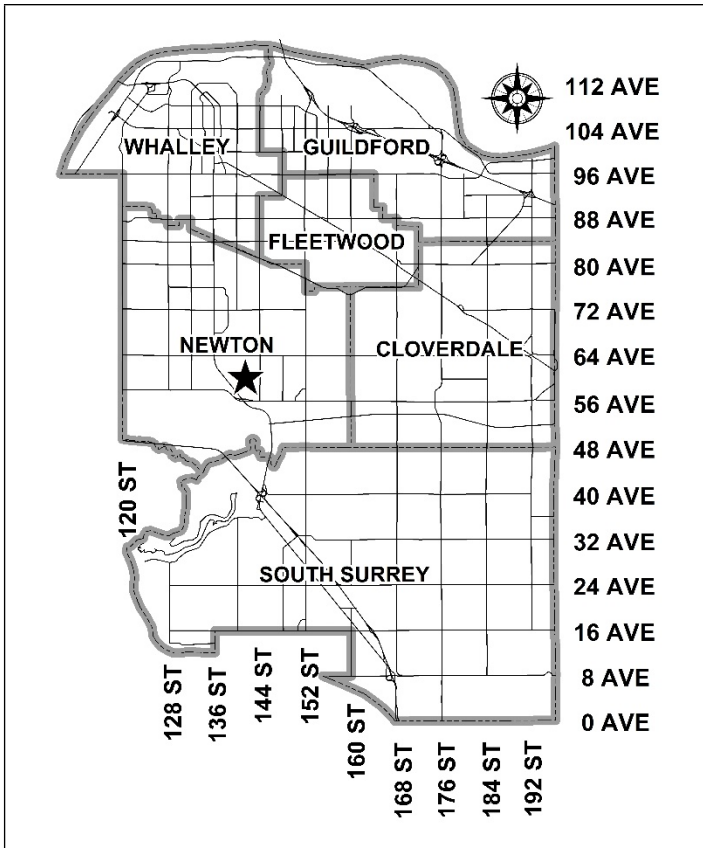 112 AVE
104 AVE
WHALLEY
GUILDFORD
96 AVE
88 AVE
FLEETWOOD
80 AVE
72 AVE
NEWTON
CLOVERDALE
64 AVE
56 AVE
48 AVE
120 ST
40 AVE
32 AVE
SOUTH SURREY
24 AVE
16 AVE
8 AVE
0 AVE
128 ST
136 ST
144 ST
152 ST
160 ST
168 ST
176 ST
184 ST
192 ST